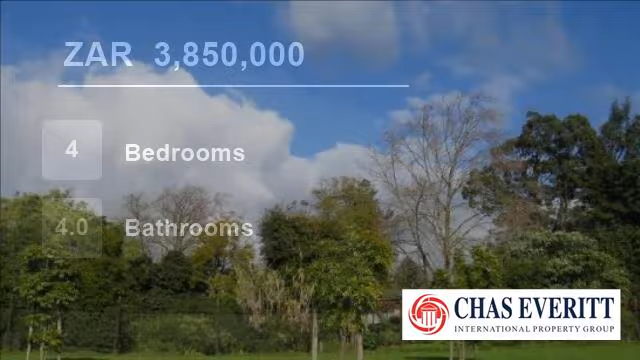 ZAR 3,850,000
4 Bedrooms
4.0 Bathrooms
CHAS EVERITT
INTERNATIONAL PROPERTY GROUP